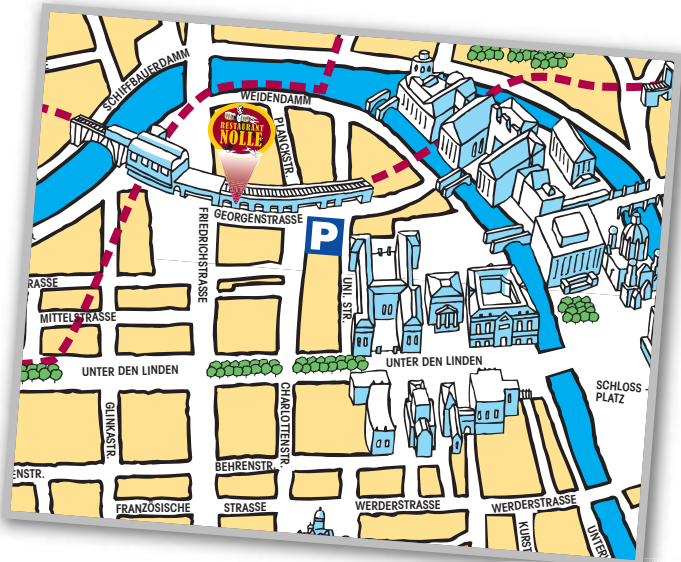 SCHIFFBAUERDAMM
WEIDENDAMM
RESTAURANT
NOLLE
PLANCKSTR.
GEORGENSTRASSE
P
FRIEDRICHSTRASSE
UNI. STR.
RASSE
MITTELSTRASSE
UNTER DEN LINDEN
UNTER DEN LINDEN
SCHLOSS -
PLATZ
GLINKASTR.
CHARLOTTENSTR.
BEHRENSTR.
ENSTR.
FRANZÖSISCHE
STRASSE
WERDERSTRASSE
WERDERSTRASSE
KURST
UNTERW